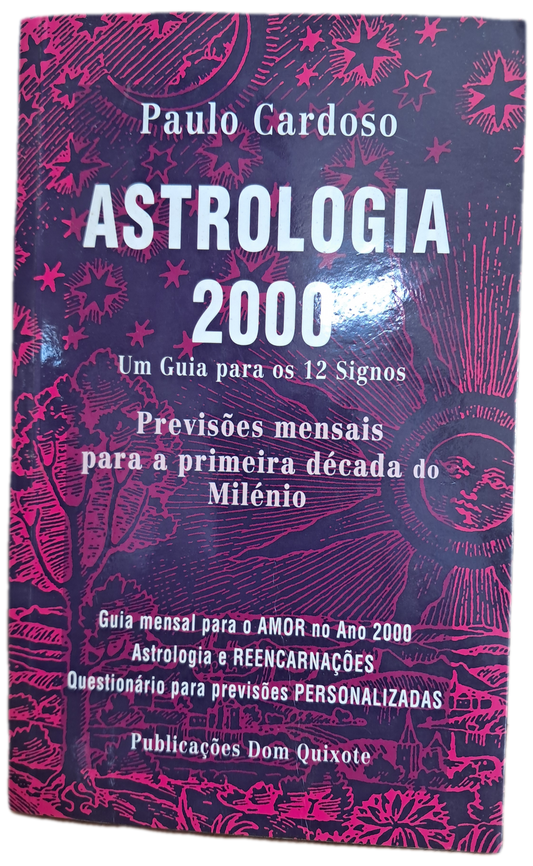 Paulo Cardoso
ASTROLOGIA
2000
Um Guia para os 12 Signos
Previsões mensais
para a primeira década do
Milénio
Guia mensal para o AMOR no Ano 2000
Astrologia e REENCARNAÇÕES
Questionário para previsões PERSONALIZADAS
Publicações Dom Quixote